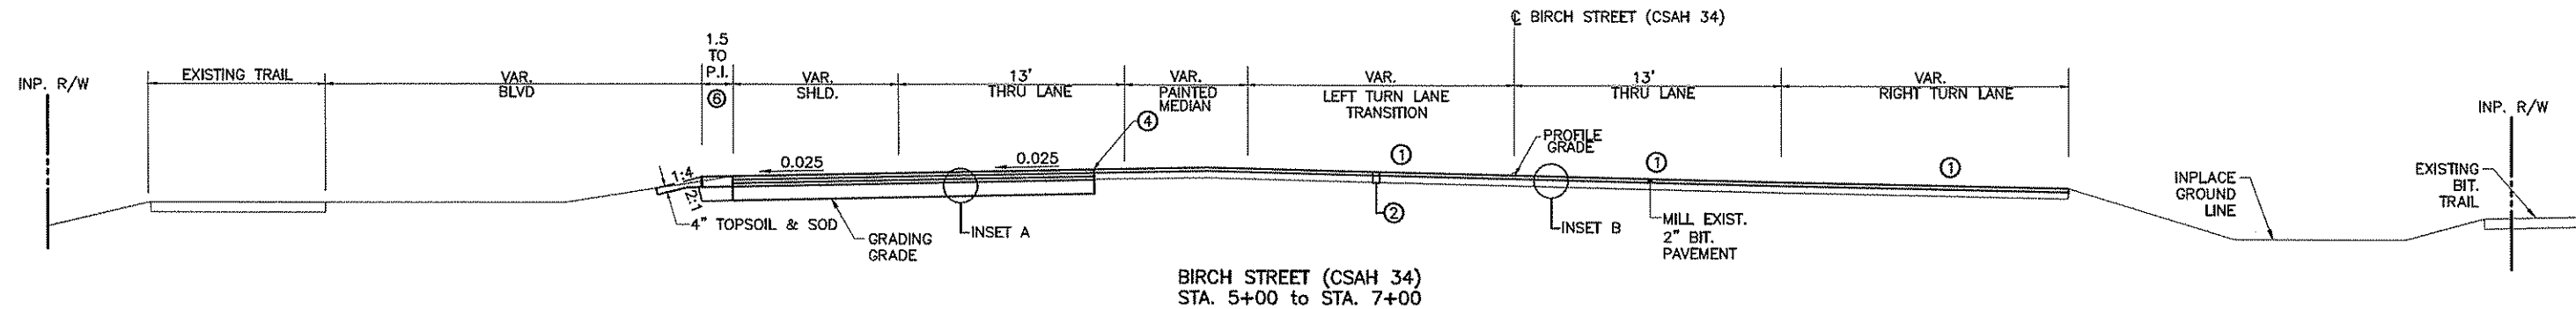 ℄ BIRCH STREET (CSAH 34)
INP. R/W
EXISTING TRAIL
VAR.
BLVD
1.5
TO
P.I.
⑥
VAR.
SHLD.
13'
THRU LANE
VAR.
PAINTED
MEDIAN
VAR.
LEFT TURN LANE
TRANSITION
13'
THRU LANE
VAR.
RIGHT TURN LANE
INP. R/W
④
0.025
0.025
1:4
2:1
4" TOPSOIL & SOD
GRADING
GRADE
INSET A
①
②
PROFILE
GRADE
INSET B
①
MILL EXIST.
2" BIT.
PAVEMENT
①
INPLACE
GROUND
LINE
EXISTING
BIT.
TRAIL
BIRCH STREET (CSAH 34)
STA. 5+00 to STA. 7+00